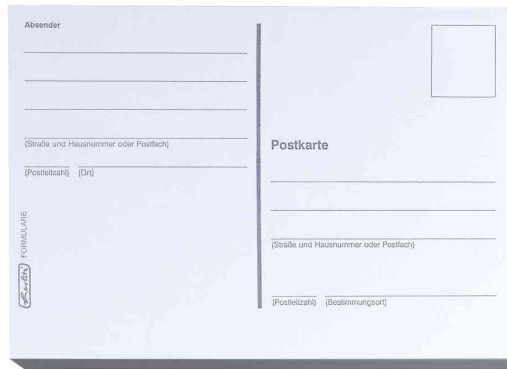 Absender
(Straße und Hausnummer oder Postfach)
(Postleitzahl) (Ort)
Herlitz FORMULARE
Postkarte
(Straße und Hausnummer oder Postfach)
(Postleitzahl) (Bestimmungsort)